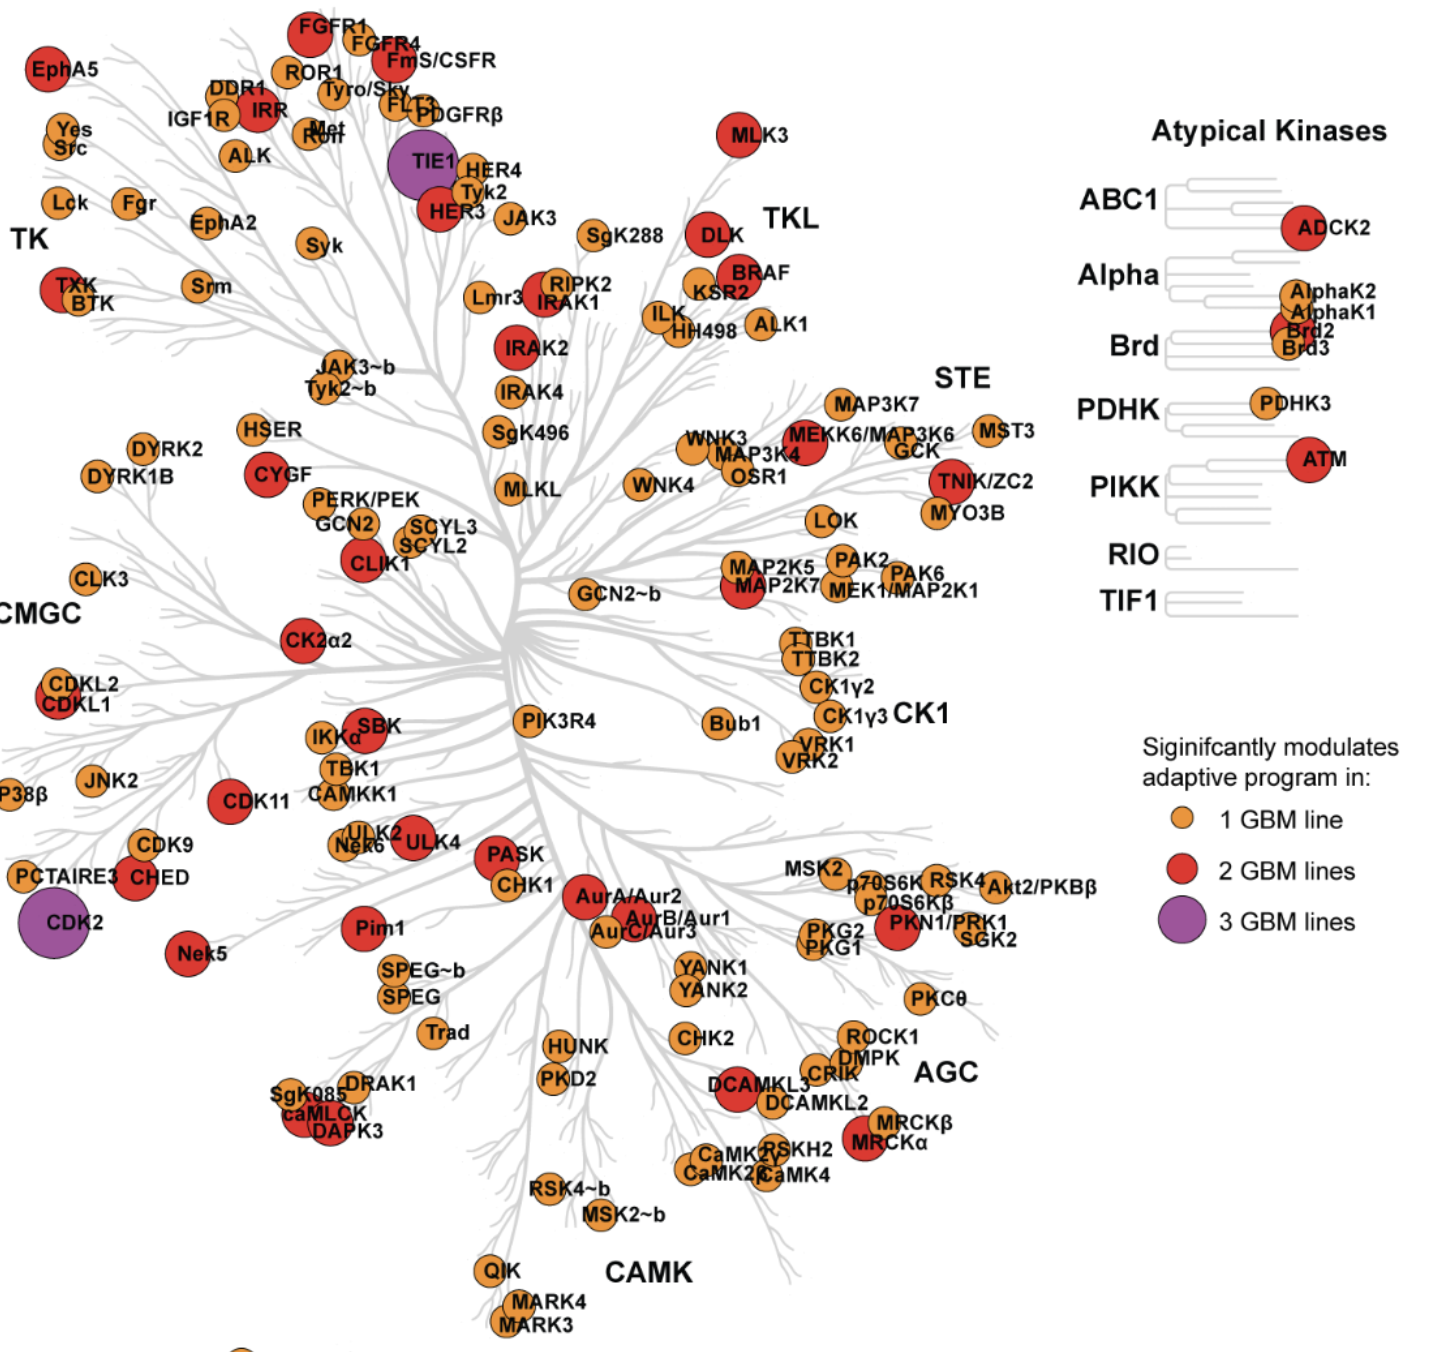 FGFR1
FGFR4
FmS/CSFR
EphA5
ROR1
DDR1
Tyro/Sky
IRR
IGF1R
FLT3
PDGFRβ
Yes
Src
Met
Ron
ALK
TIE1
HER4
Tyk2
HER3
JAK3
Lck
Fgr
EphA2
Syk
TK
TXK
BTK
Srm
SgK288
RIPK2
Lmr3
IRAK1
IRAK2
JAK3~b
Tyk2~b
IRAK4
SgK496
MLKL
MLK3
TKL
DLK
BRAF
KSR2
ILK
HH498
ALK1
STE
MAP3K7
MEKK6/MAP3K6
MST3
WNK3
GCK
MAP3K4
OSR1
WNK4
TNIK/ZC2
MYO3B
LOK
MAP2K5
MAP2K7
PAK2
PAK6
MEK1/MAP2K1
GCN2~b
HSER
DYRK2
DYRK1B
CYGF
PERK/PEK
GCN2
SCYL3
SCYL2
CLIK1
CLK3
CMGC
CK2α2
CDKL2
CDKL1
SBK
IKKα
TBK1
CAMKK1
PIK3R4
JNK2
P38β
CDK11
ULK2
Nek6
ULK4
CDK9
PCTAIRE3
CHED
CDK2
PASK
CHK1
Nek5
Pim1
TTBK1
TTBK2
CK1γ2
CK1γ3
CK1
Bub1
VRK1
VRK2
AurA/Aur2
AurB/Aur1
AurC/Aur3
MSK2
p70S6K
RSK4
Akt2/PKBβ
p70S6Kβ
PKN1/PRK1
SGK2
PKG2
PKG1
YANK1
YANK2
PKCθ
SPEG~b
SPEG
Trad
HUNK
PKD2
CHK2
ROCK1
DMPK
CRIK
AGC
DCAMKL3
DCAMKL2
MRCKβ
MRCKα
SgK085
DRAK1
caMLCK
DAPK3
CaMK2γ
RSKH2
CaMK2β
CaMK4
RSK4~b
MSK2~b
CAMK
QIK
MARK4
MARK3
Atypical Kinases
ABC1
ADCK2
Alpha
AlphaK2
AlphaK1
Brd
Brd2
Brd3
PDHK
PDHK3
PIKK
ATM
RIO
TIF1
Siginifcantly modulates
adaptive program in:
1 GBM line
2 GBM lines
3 GBM lines